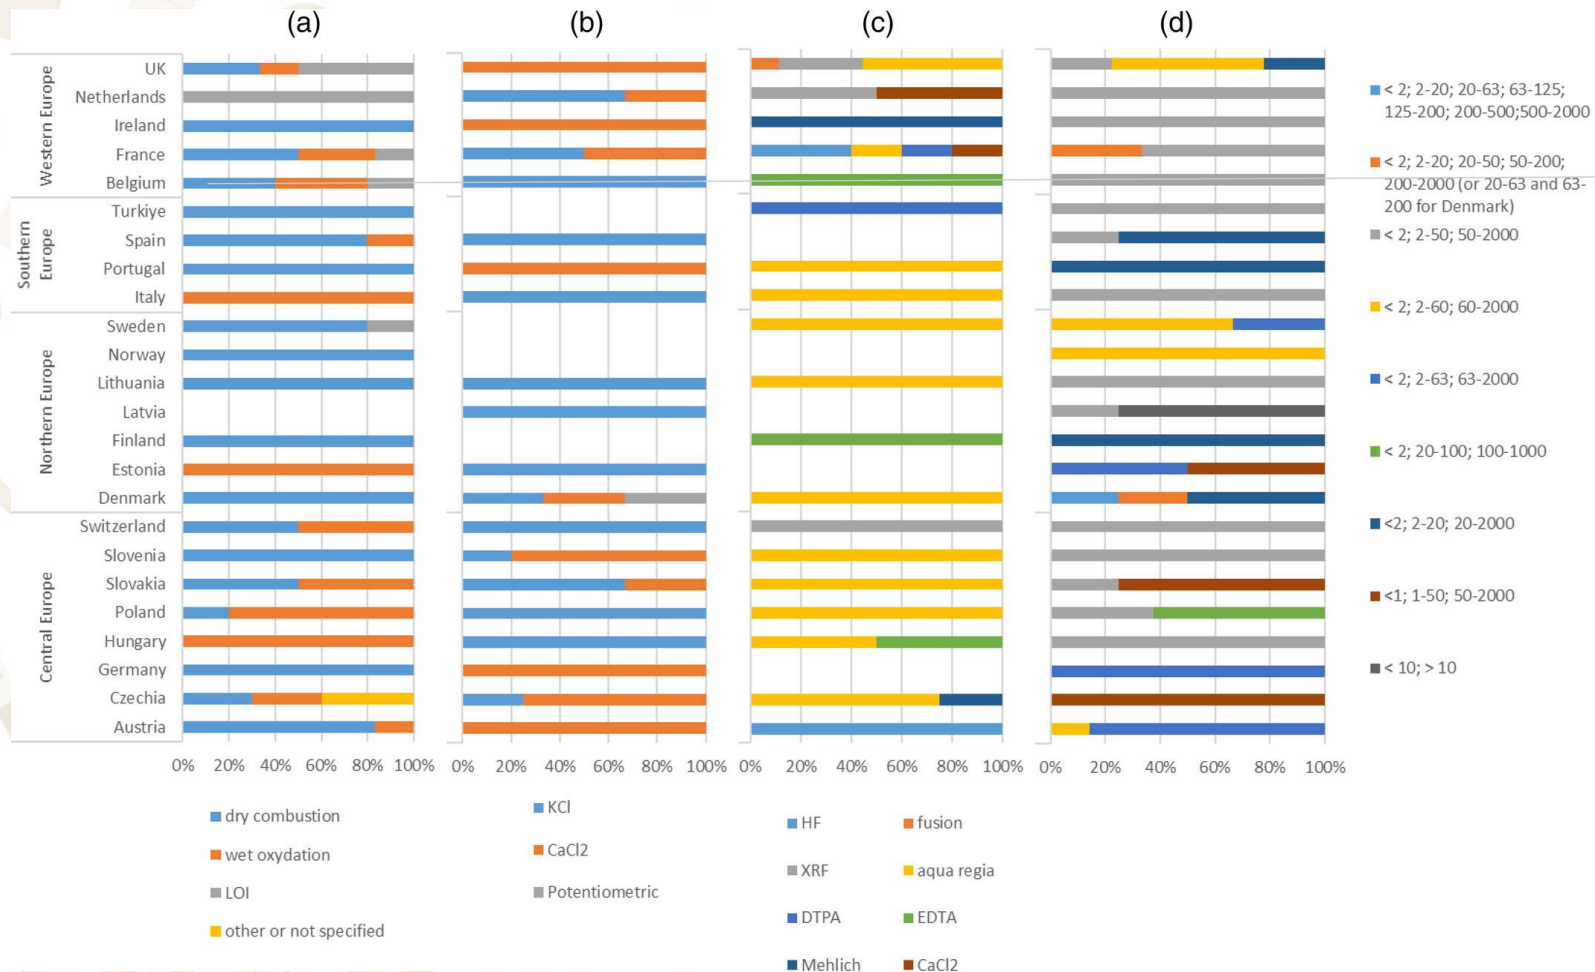 (a)
(b)
(c)
(d)
Western Europe
UK
Netherlands
Ireland
France
Belgium
Southern
Europe
Turkiye
Spain
Portugal
Italy
Northern Europe
Sweden
Norway
Lithuania
Latvia
Finland
Estonia
Denmark
Central Europe
Switzerland
Slovenia
Slovakia
Poland
Hungary
Germany
Czechia
Austria
0% 20% 40% 60% 80% 100%
0% 20% 40% 60% 80% 100%
0% 20% 40% 60% 80% 100%
0% 20% 40% 60% 80% 100%
dry combustion
wet oxydation
LOI
other or not specified
KCl
CaCl2
Potentiometric
HF
fusion
XRF
aqua regia
DTPA
EDTA
Mehlich
CaCl2
< 2; 2-20; 20-63; 63-125;
125-200; 200-500;500-2000
< 2; 2-20; 20-50; 50-200;
200-2000 (or 20-63 and 63-
200 for Denmark)
< 2; 2-50; 50-2000
< 2; 2-60; 60-2000
< 2; 2-63; 63-2000
< 2; 20-100; 100-1000
<2; 2-20; 20-2000
<1; 1-50; 50-2000
< 10; > 10